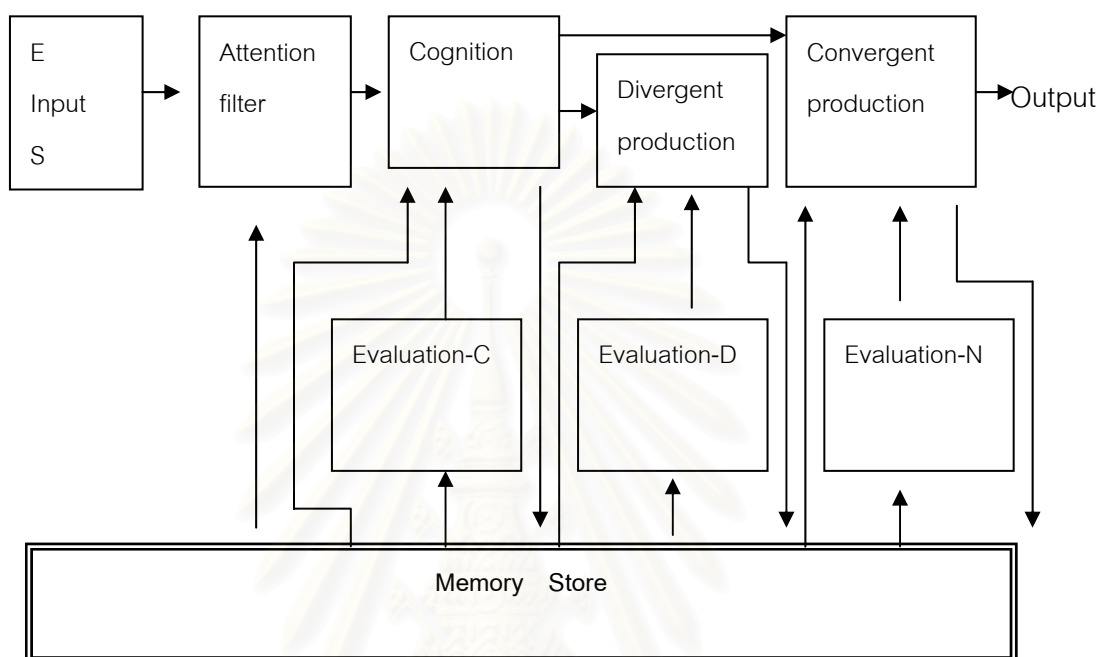 E
Input
S
Attention
filter
Cognition
Divergent
production
Convergent
production
Output
Evaluation-C
Evaluation-D
Evaluation-N
Memory Store